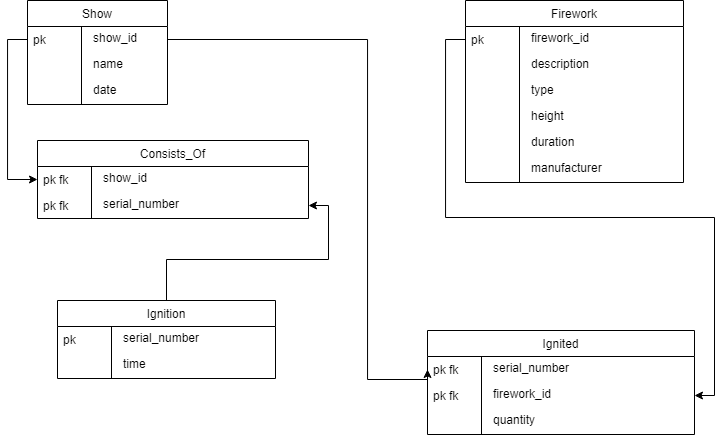 Show
pk show_id
name
date
Firework
pk firework_id
description
type
height
duration
manufacturer
Consists_Of
pk fk show_id
pk fk serial_number
Ignition
pk serial_number
time
Ignited
pk fk serial_number
pk fk firework_id
quantity